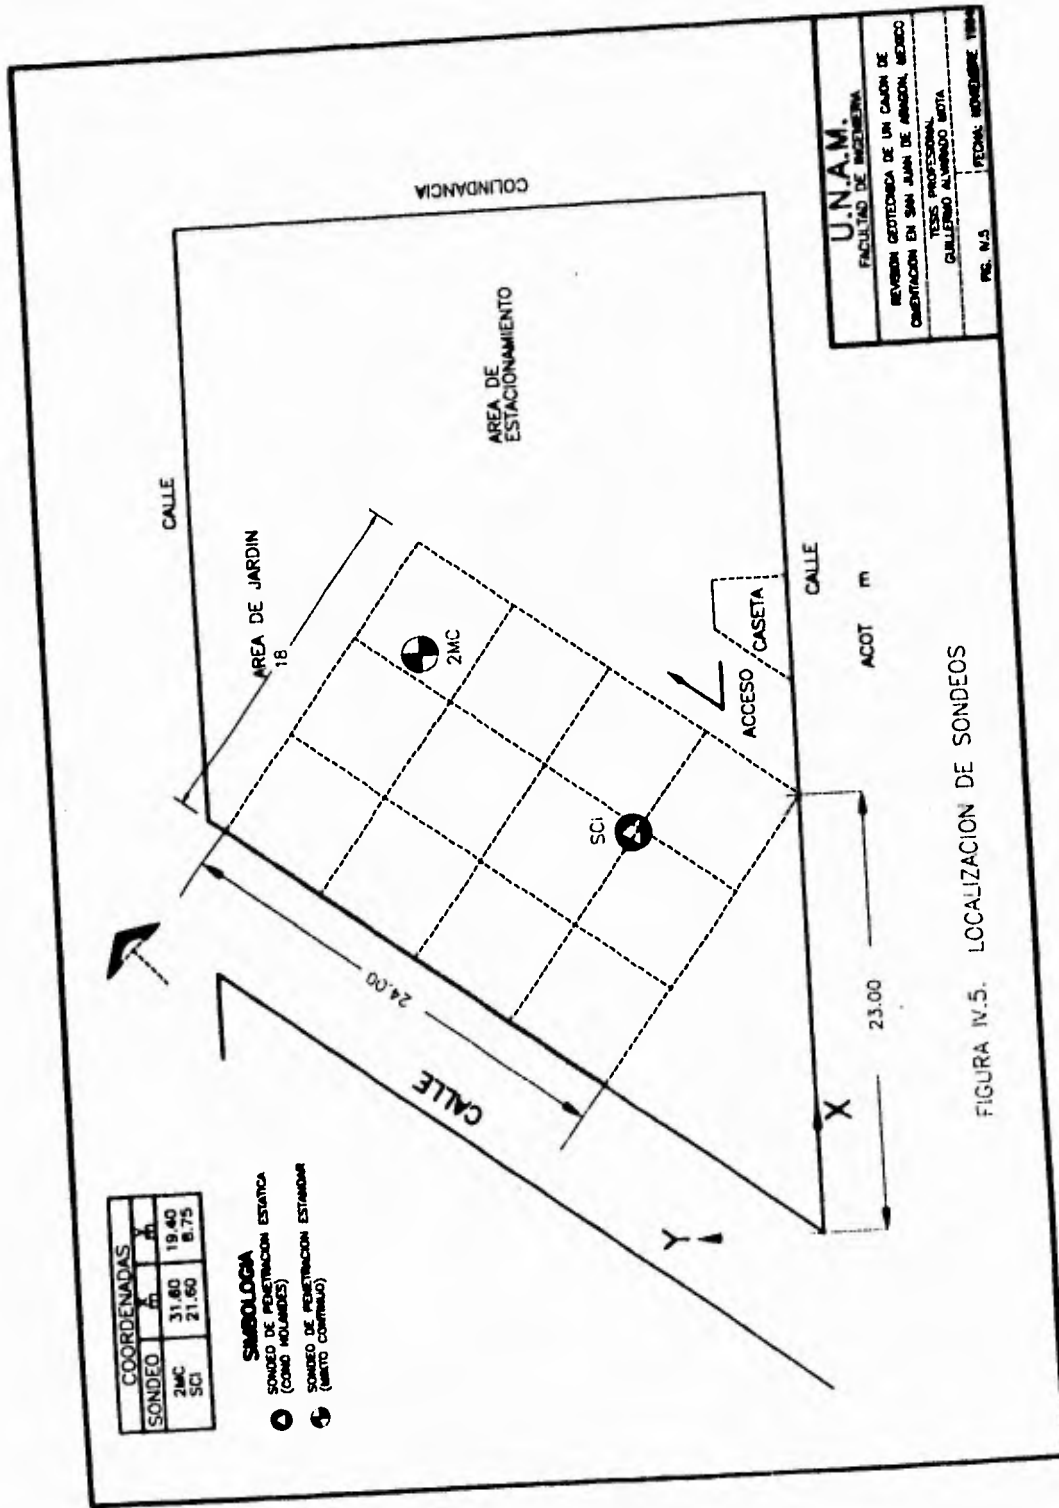 COORDENADAS
SONDEO X m Y m
2MC 31.60 19.40
SCI 21.60 8.75
SIMBOLOGIA
SONDEO DE PENETRACION ESTATICA
(CONO HOLANDES)
SONDEO DE PENETRACION ESTANDAR
(MIXTO CONTINUO)
CALLE
24.00
18
AREA DE JARDIN
CALLE
2MC
SCi
AREA DE
ESTACIONAMIENTO
COLINDANCIA
ACCESO
CASETA
CALLE
Y
X
23.00
ACOT m
FIGURA IV.5. LOCALIZACION DE SONDEOS
U.N.A.M.
FACULTAD DE INGENIERIA
REVISION GEOTECNICA DE UN CAJON DE
CIMENTACION EN SAN JUAN DE ARAGON, MEXICO
TESIS PROFESIONAL
GUILLERMO ALVARADO MOTA
FIG. IV.5 FECHA: NOVIEMBRE 1994